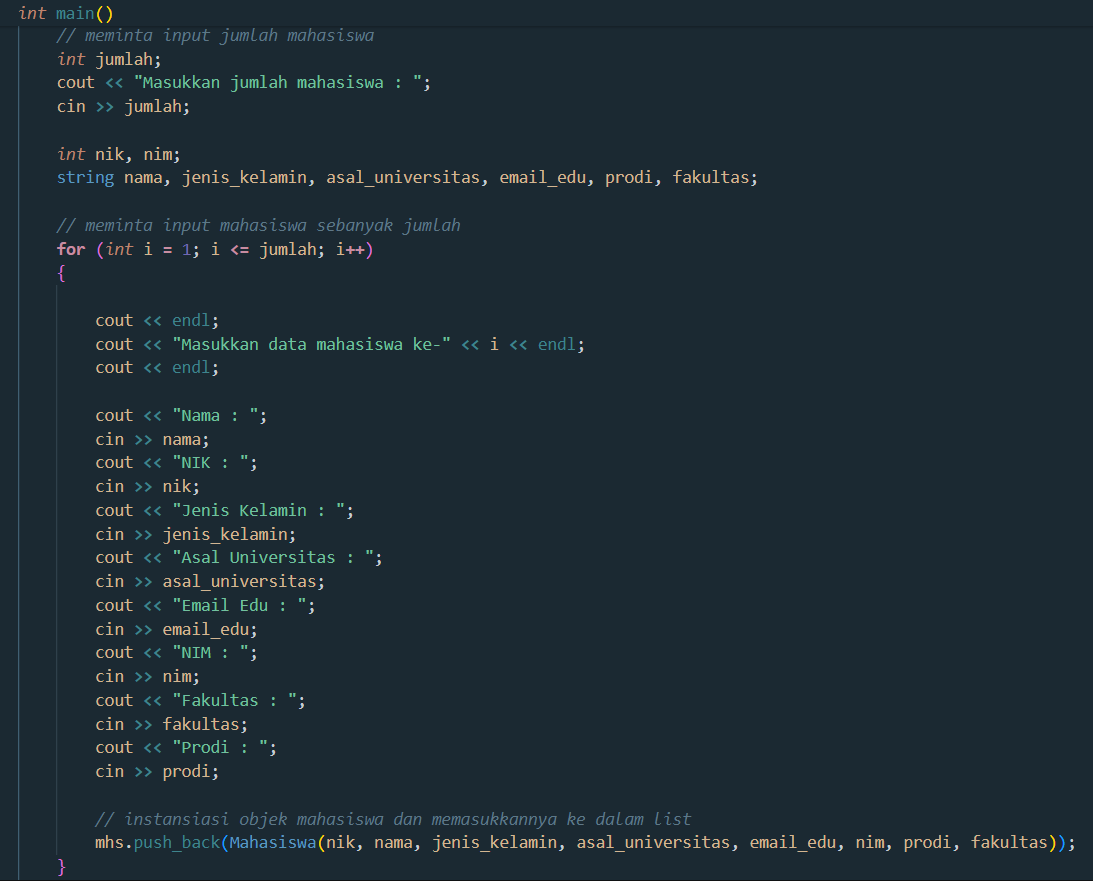 int main()
// meminta input jumlah mahasiswa
int jumlah;
cout << "Masukkan jumlah mahasiswa : ";
cin >> jumlah;
int nik, nim;
string nama, jenis_kelamin, asal_universitas, email_edu, prodi, fakultas;
// meminta input mahasiswa sebanyak jumlah
for (int i = 1; i <= jumlah; i++)
{
cout << endl;
cout << "Masukkan data mahasiswa ke-" << i << endl;
cout << endl;
cout << "Nama : ";
cin >> nama;
cout << "NIK : ";
cin >> nik;
cout << "Jenis Kelamin : ";
cin >> jenis_kelamin;
cout << "Asal Universitas : ";
cin >> asal_universitas;
cout << "Email Edu : ";
cin >> email_edu;
cout << "NIM : ";
cin >> nim;
cout << "Fakultas : ";
cin >> fakultas;
cout << "Prodi : ";
cin >> prodi;
// instansiasi objek mahasiswa dan memasukkannya ke dalam list
mhs.push_back(Mahasiswa(nik, nama, jenis_kelamin, asal_universitas, email_edu, nim, prodi, fakultas));
}